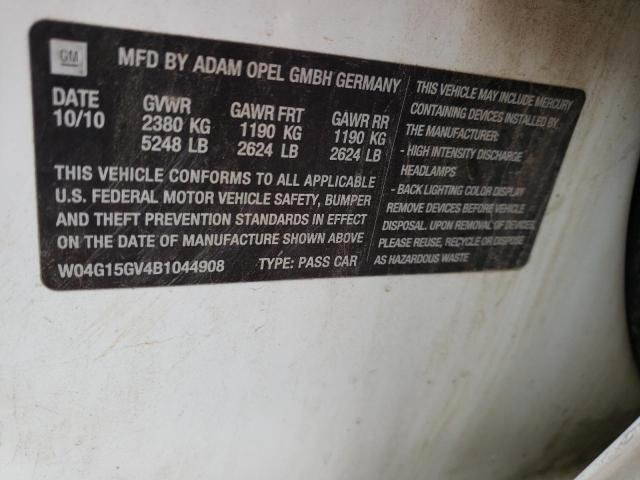 GM
MFD BY ADAM OPEL GMBH GERMANY
DATE
10/10
GVWR
2380 KG
5248 LB
GAWR FRT
1190 KG
2624 LB
GAWR RR
1190 KG
2624 LB
THIS VEHICLE CONFORMS TO ALL APPLICABLE
U.S. FEDERAL MOTOR VEHICLE SAFETY, BUMPER
AND THEFT PREVENTION STANDARDS IN EFFECT
ON THE DATE OF MANUFACTURE SHOWN ABOVE
W04G15GV4B1044908 TYPE: PASS CAR
THIS VEHICLE MAY INCLUDE MERCURY
CONTAINING DEVICES INSTALLED BY
THE MANUFACTURER:
- HIGH INTENSITY DISCHARGE
HEADLAMPS
- BACK LIGHTING COLOR DISPLAY
REMOVE DEVICES BEFORE VEHICLE
DISPOSAL. UPON REMOVAL OF DEVICES,
PLEASE REUSE, RECYCLE OR DISPOSE
AS HAZARDOUS WASTE